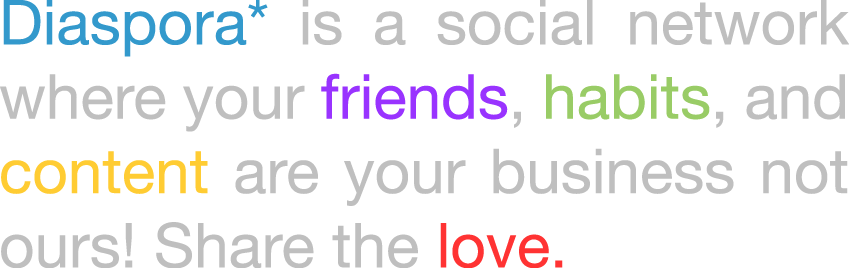 Diaspora* is a social network
where your friends, habits, and
content are your business not
ours! Share the love.